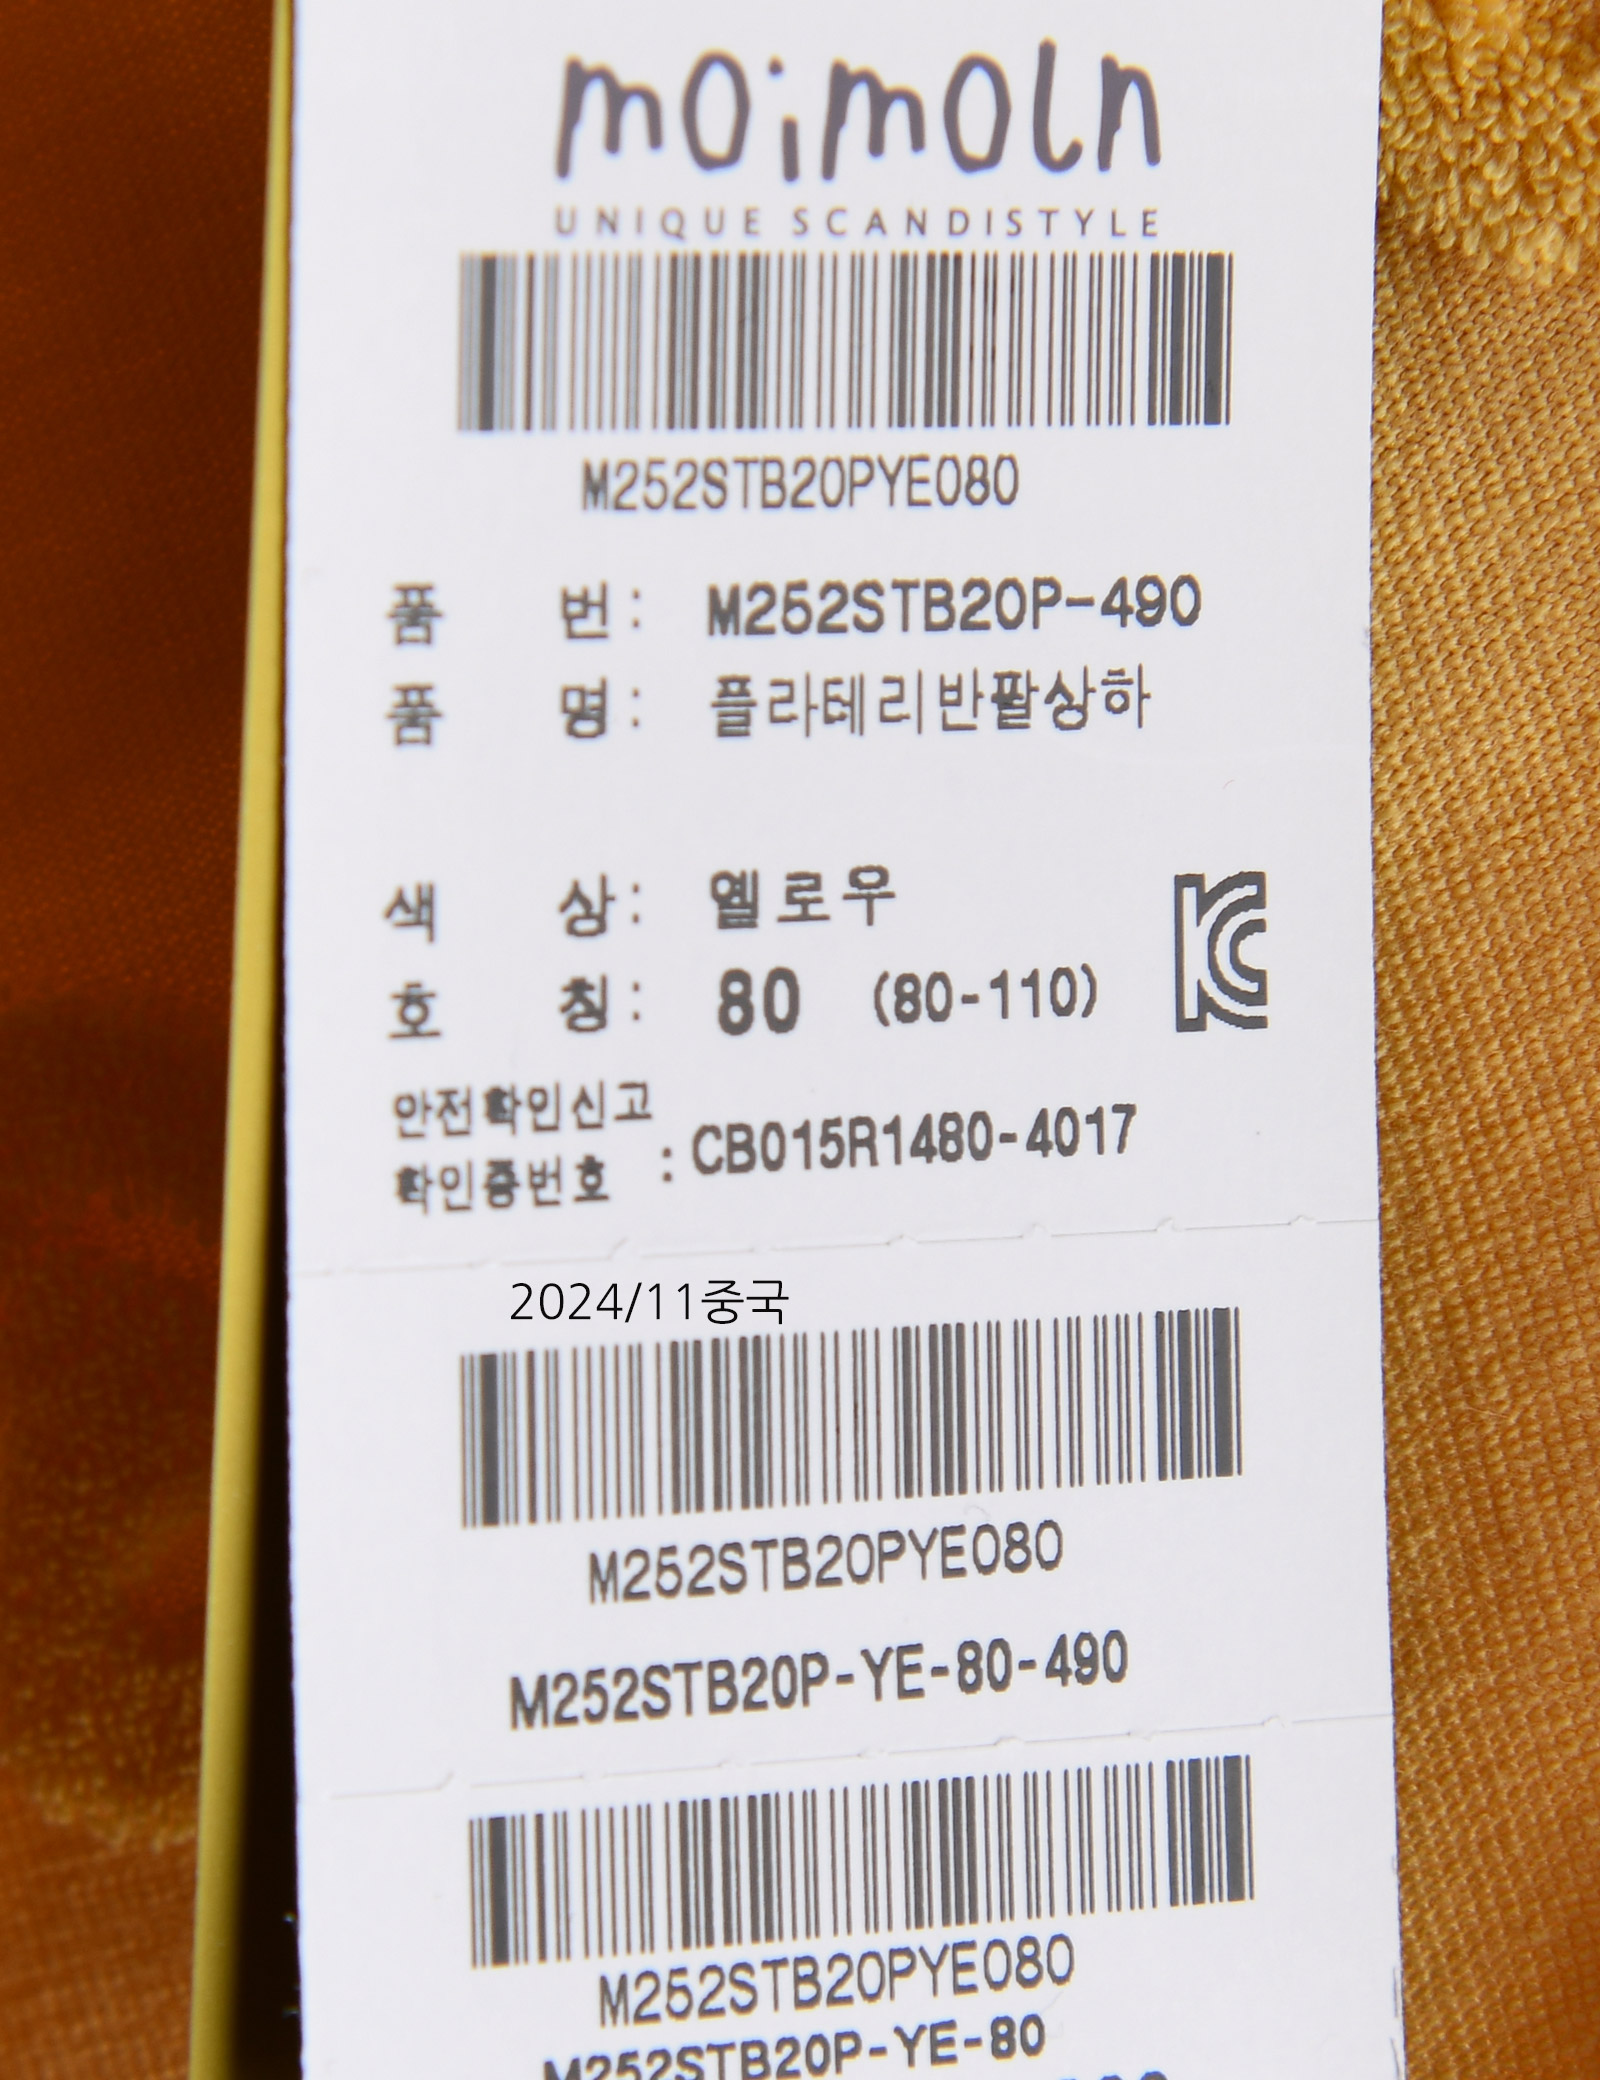 moimoln
UNIQUE SCANDISTYLE
M252STB20PYE080
품 번 : M252STB20P-490
품 명 : 플라테리반팔상하
색 상 : 옐로우
호 칭 : 80 (80-110)
안전확인신고
확인증번호 : CB015R1480-4017
2024/11중국
M252STB20PYE080
M252STB20P-YE-80-490
M252STB20PYE080
M252STB20P-YE-80